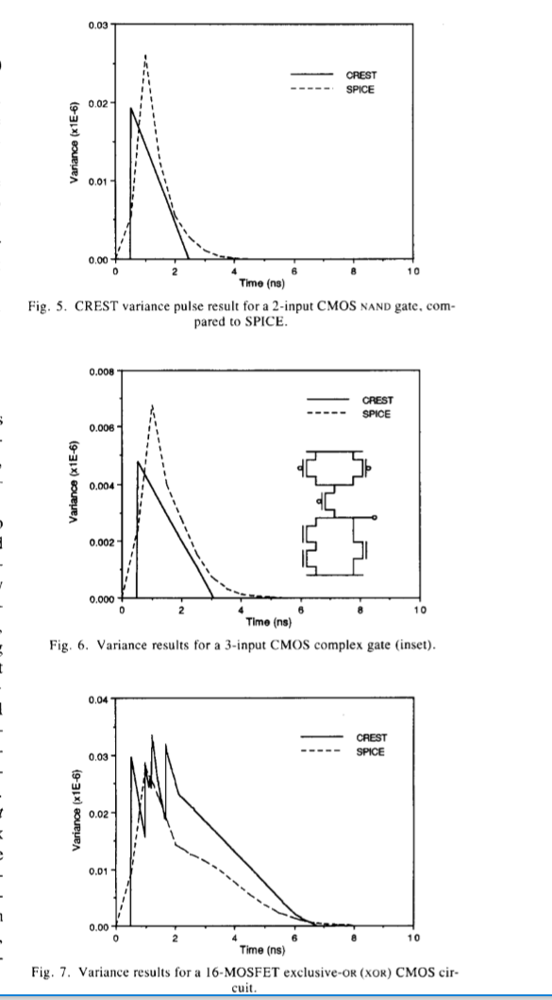 0.03
0.02
0.01
0.00
Variance (x1E-6)
CREST
SPICE
0 2 4 6 8 10
Time (ns)
Fig. 5. CREST variance pulse result for a 2-input CMOS NAND gate, com-
pared to SPICE.
0.008
0.006
0.004
0.002
0.000
Variance (x1E-6)
CREST
SPICE
0 2 4 6 8 10
Time (ns)
Fig. 6. Variance results for a 3-input CMOS complex gate (inset).
0.04
0.03
0.02
0.01
0.00
Variance (x1E-6)
CREST
SPICE
0 2 4 6 8 10
Time (ns)
Fig. 7. Variance results for a 16-MOSFET exclusive-OR (XOR) CMOS cir-
cuit.